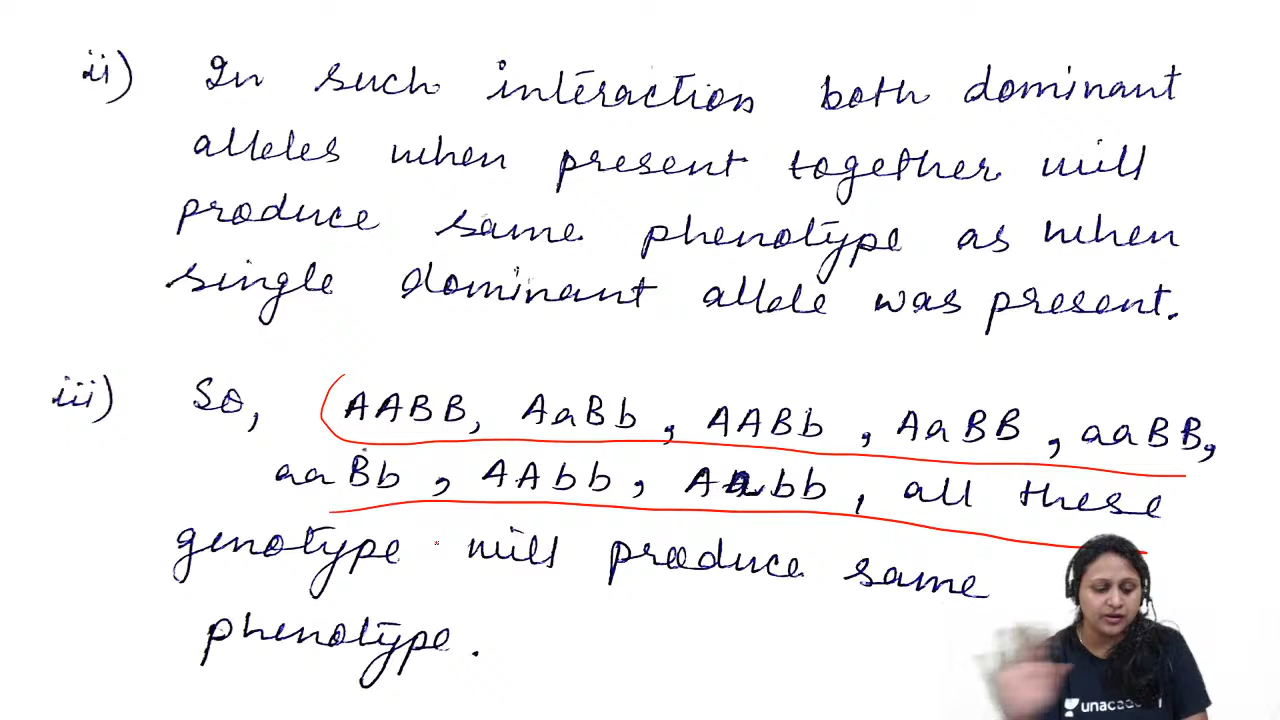 ii) In such interaction both dominant
alleles when present together will
produce same phenotype as when
single dominant allele was present.
iii) So, (AABB, AaBb, AABb, AaBB, aaBB,
aaBb, AAbb, Aabb, all these
genotype will produce same
phenotype.
unacademy